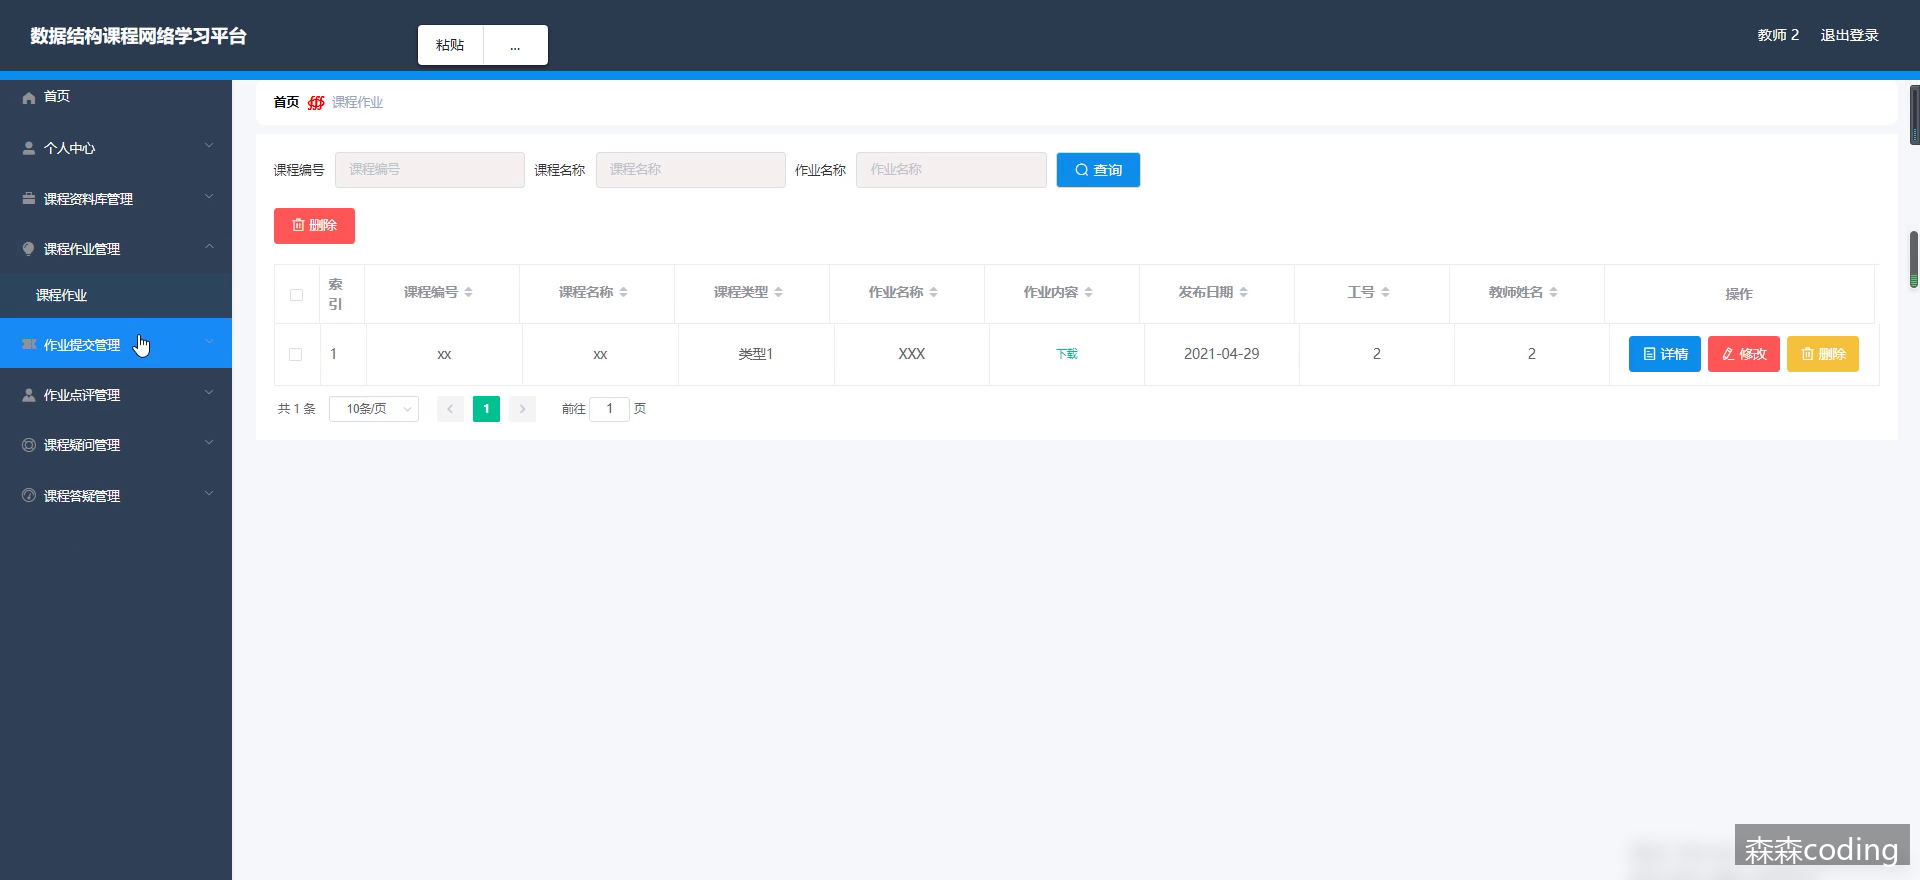 数据结构课程网络学习平台
粘贴
...
教师 2 退出登录
首页
个人中心
课程资料库管理
课程作业管理
课程作业
作业提交管理
作业点评管理
课程疑问管理
课程答疑管理
首页 课程作业
课程编号 课程编号 课程名称 课程名称 作业名称 作业名称 查询
删除
索引 课程编号 课程名称 课程类型 作业名称 作业内容 发布日期 工号 教师姓名 操作
1 xx xx 类型1 XXX 下载 2021-04-29 2 2 详情 修改 删除
共 1 条 10条/页 1 前往 1 页
森森coding